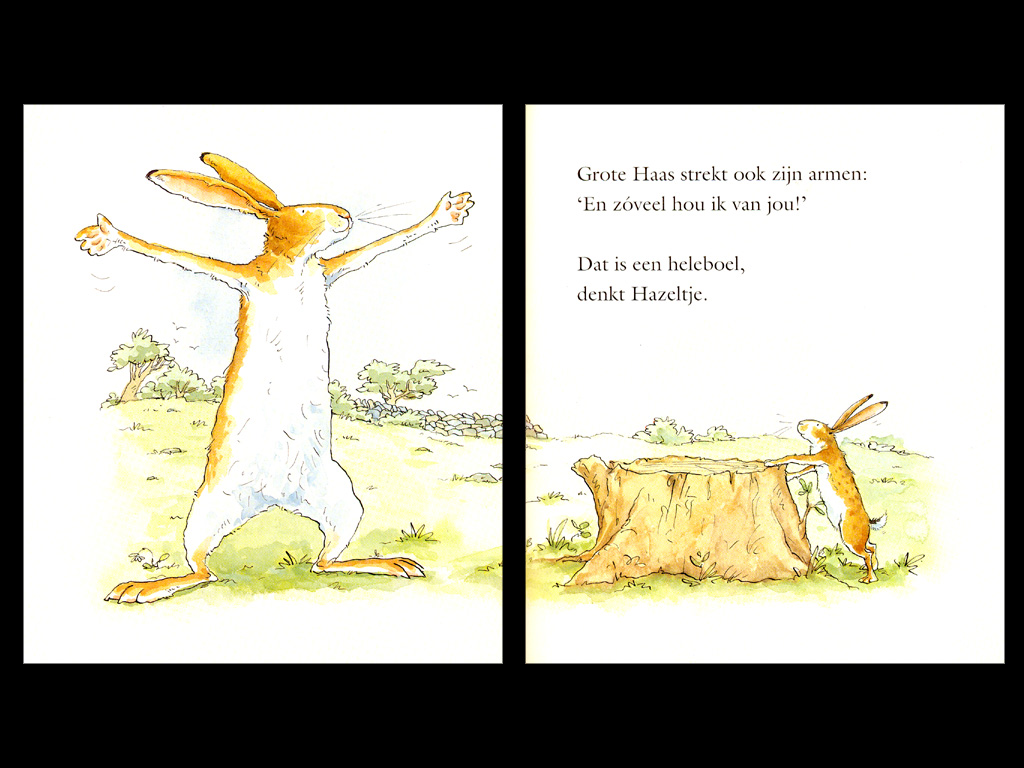 Grote Haas strekt ook zijn armen:
‘En zóveel hou ik van jou!’
Dat is een heleboel,
denkt Hazeltje.